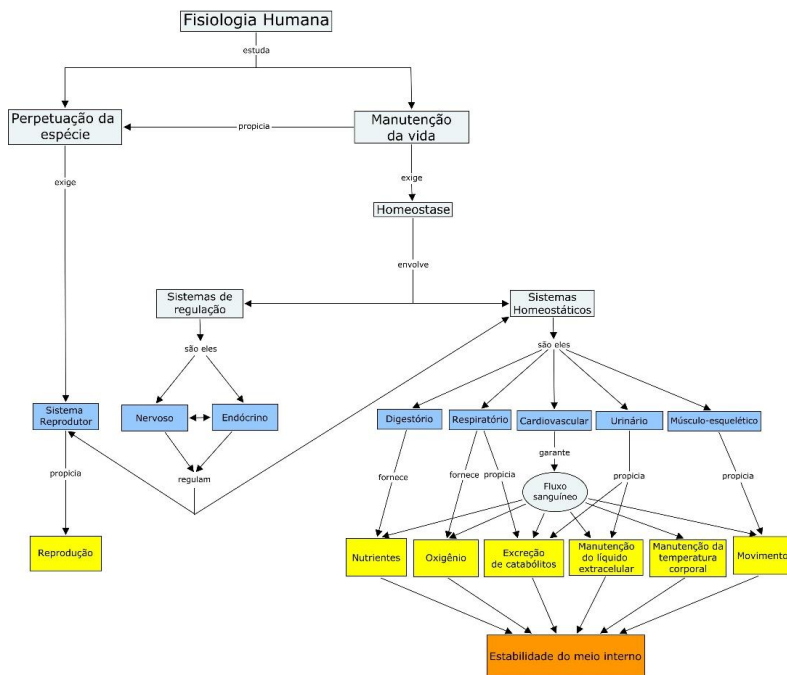 Fisiologia Humana
estuda
Perpetuação da
espécie
propicia
Manutenção
da vida
exige
exige
Homeostase
envolve
Sistemas de
regulação
Sistemas
Homeostáticos
são eles
são eles
Sistema
Reprodutor
Nervoso
Endócrino
Digestório
Respiratório
Cardiovascular
Urinário
Músculo-esquelético
garante
propicia
regulam
fornece
fornece
propicia
Fluxo
sanguíneo
propicia
propicia
Reprodução
Nutrientes
Oxigênio
Excreção
de catabólitos
Manutenção
do líquido
extracelular
Manutenção da
temperatura
corporal
Movimento
Estabilidade do meio interno